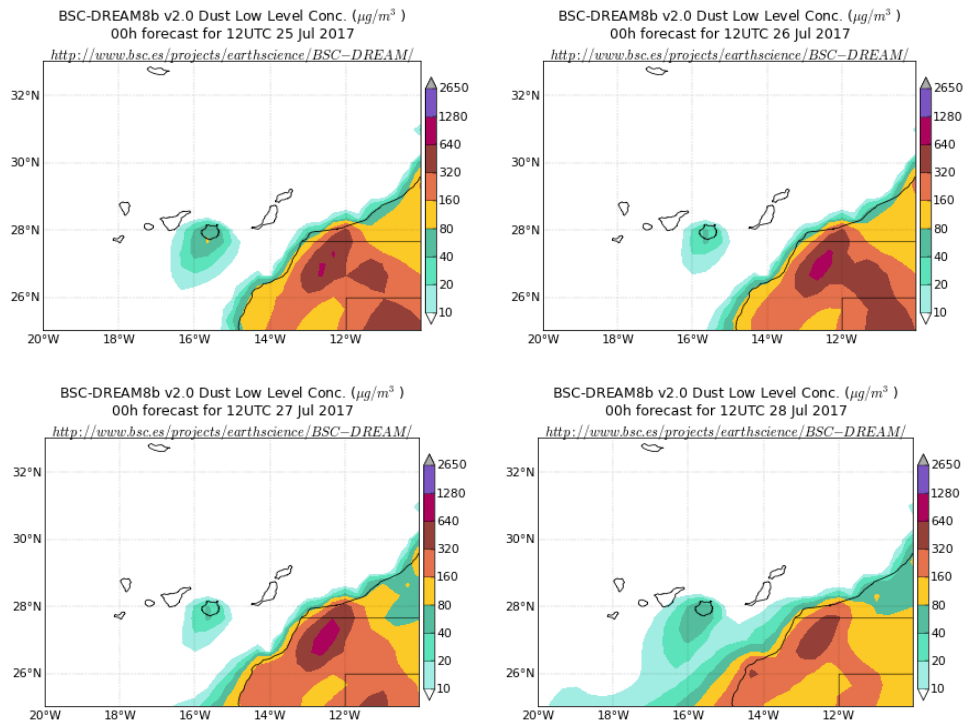 BSC-DREAM8b v2.0 Dust Low Level Conc. (μg/m³ )
00h forecast for 12UTC 25 Jul 2017
http://www.bsc.es/projects/earthscience/BSC−DREAM/
32°N
30°N
28°N
26°N
20°W 18°W 16°W 14°W 12°W
2650
1280
640
320
160
80
40
20
10
BSC-DREAM8b v2.0 Dust Low Level Conc. (μg/m³ )
00h forecast for 12UTC 26 Jul 2017
http://www.bsc.es/projects/earthscience/BSC−DREAM/
32°N
30°N
28°N
26°N
20°W 18°W 16°W 14°W 12°W
2650
1280
640
320
160
80
40
20
10
BSC-DREAM8b v2.0 Dust Low Level Conc. (μg/m³ )
00h forecast for 12UTC 27 Jul 2017
http://www.bsc.es/projects/earthscience/BSC−DREAM/
32°N
30°N
28°N
26°N
20°W 18°W 16°W 14°W 12°W
2650
1280
640
320
160
80
40
20
10
BSC-DREAM8b v2.0 Dust Low Level Conc. (μg/m³ )
00h forecast for 12UTC 28 Jul 2017
http://www.bsc.es/projects/earthscience/BSC−DREAM/
32°N
30°N
28°N
26°N
20°W 18°W 16°W 14°W 12°W
2650
1280
640
320
160
80
40
20
10